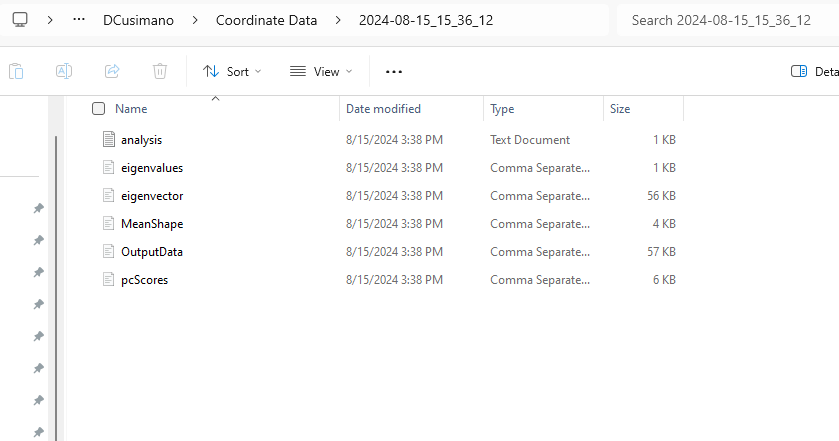 DCusimano Coordinate Data 2024-08-15_15_36_12 Search 2024-08-15_15_36_12
Sort View Deta
Name Date modified Type Size
analysis 8/15/2024 3:38 PM Text Document 1 KB
eigenvalues 8/15/2024 3:38 PM Comma Separate... 1 KB
eigenvector 8/15/2024 3:38 PM Comma Separate... 56 KB
MeanShape 8/15/2024 3:38 PM Comma Separate... 4 KB
OutputData 8/15/2024 3:38 PM Comma Separate... 57 KB
pcScores 8/15/2024 3:38 PM Comma Separate... 6 KB